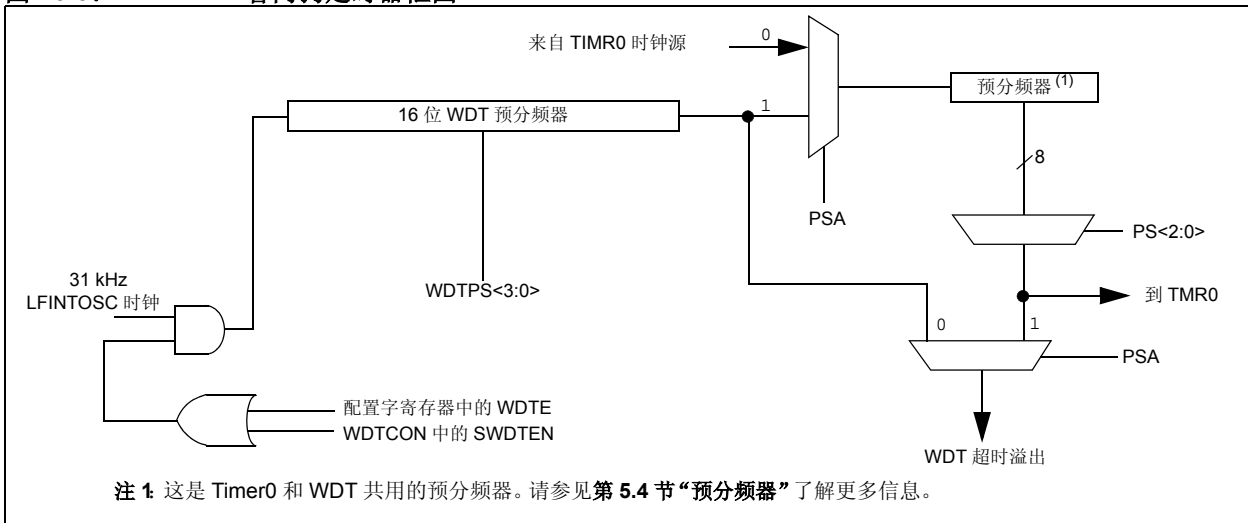 来自 TIMR0 时钟源
0
预分频器 (1)
16 位 WDT 预分频器
1
8
PSA
PS<2:0>
31 kHz
LFINTOSC 时钟
WDTPS<3:0>
到 TMR0
0
1
PSA
配置字寄存器中的 WDTE
WDTCON 中的 SWDTEN
WDT 超时溢出
注 1: 这是 Timer0 和 WDT 共用的预分频器。请参见第 5.4 节“预分频器”了解更多信息。